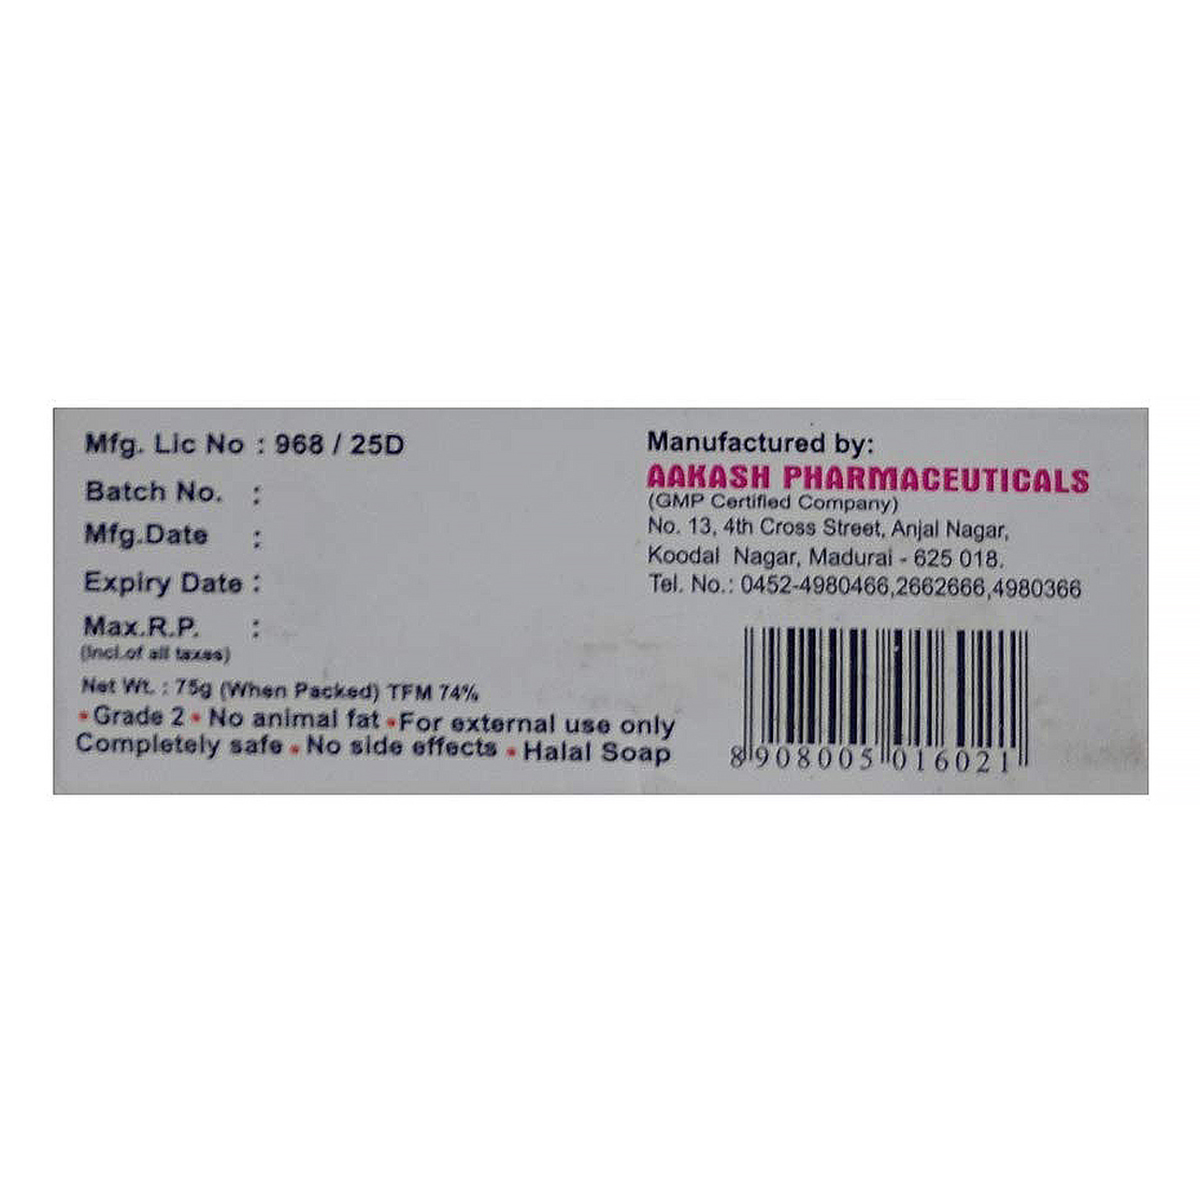 Mfg. Lic No : 968 / 25D
Batch No. :
Mfg.Date :
Expiry Date :
Max.R.P. :
(Incl.of all taxes)
Net Wt. : 75g (When Packed) TFM 74%
• Grade 2 • No animal fat • For external use only
Completely safe • No side effects • Halal Soap
Manufactured by:
AAKASH PHARMACEUTICALS
(GMP Certified Company)
No. 13, 4th Cross Street, Anjal Nagar,
Koodal Nagar, Madurai - 625 018.
Tel. No.: 0452-4980466,2662666,4980366
8 908005 016021